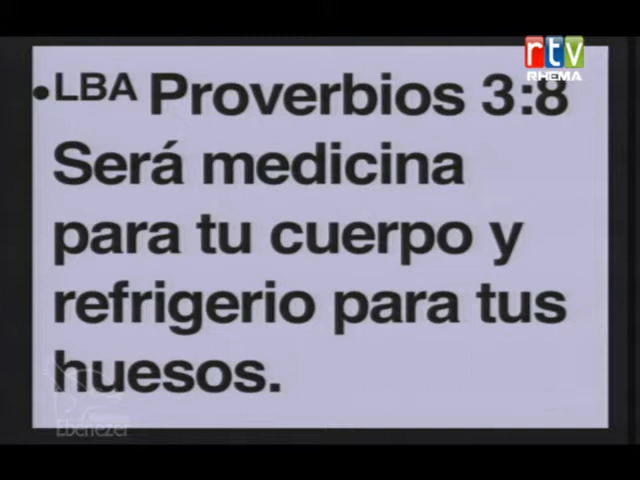 rtv
RHEMA
•LBA Proverbios 3:8
Será medicina
para tu cuerpo y
refrigerio para tus
huesos.
Ebenezer